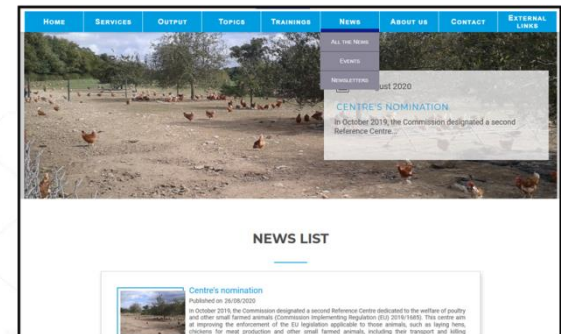 HOME SERVICES OUTPUT TOPICS TRAININGS NEWS ABOUT US CONTACT EXTERNAL LINKS
ALL THE NEWS
EVENTS
NEWSLETTERS
2020
CENTRE'S NOMINATION
In October 2019, the Commission designated a second
Reference Centre...
NEWS LIST
Centre's nomination
Published on 26/08/2020
In October 2019, the Commission designated a second Reference Centre dedicated to the welfare of poultry
and other small farmed animals (Commission Implementing Regulation (EU) 2019/1685). This centre aim
at improving the enforcement of the EU legislation applicable to those animals, such as laying hens,
chickens for meat production and other small farmed animals, including their transport and killing